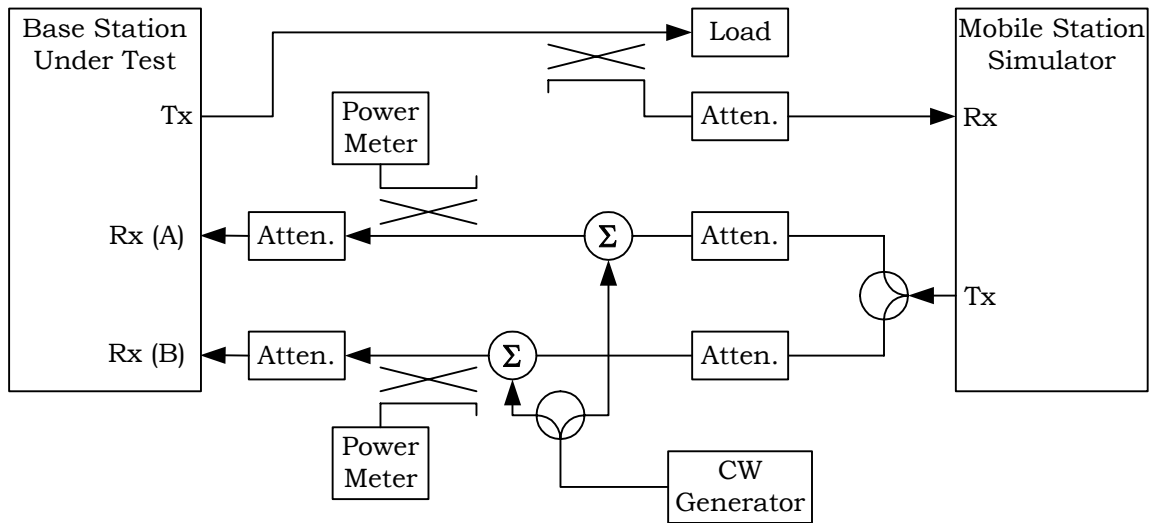 Base Station
Under Test
Load
Mobile Station
Simulator
Tx
Power
Meter
Atten.
Rx
Rx (A)
Atten.
Σ
Atten.
Tx
Rx (B)
Atten.
Σ
Atten.
Power
Meter
CW
Generator